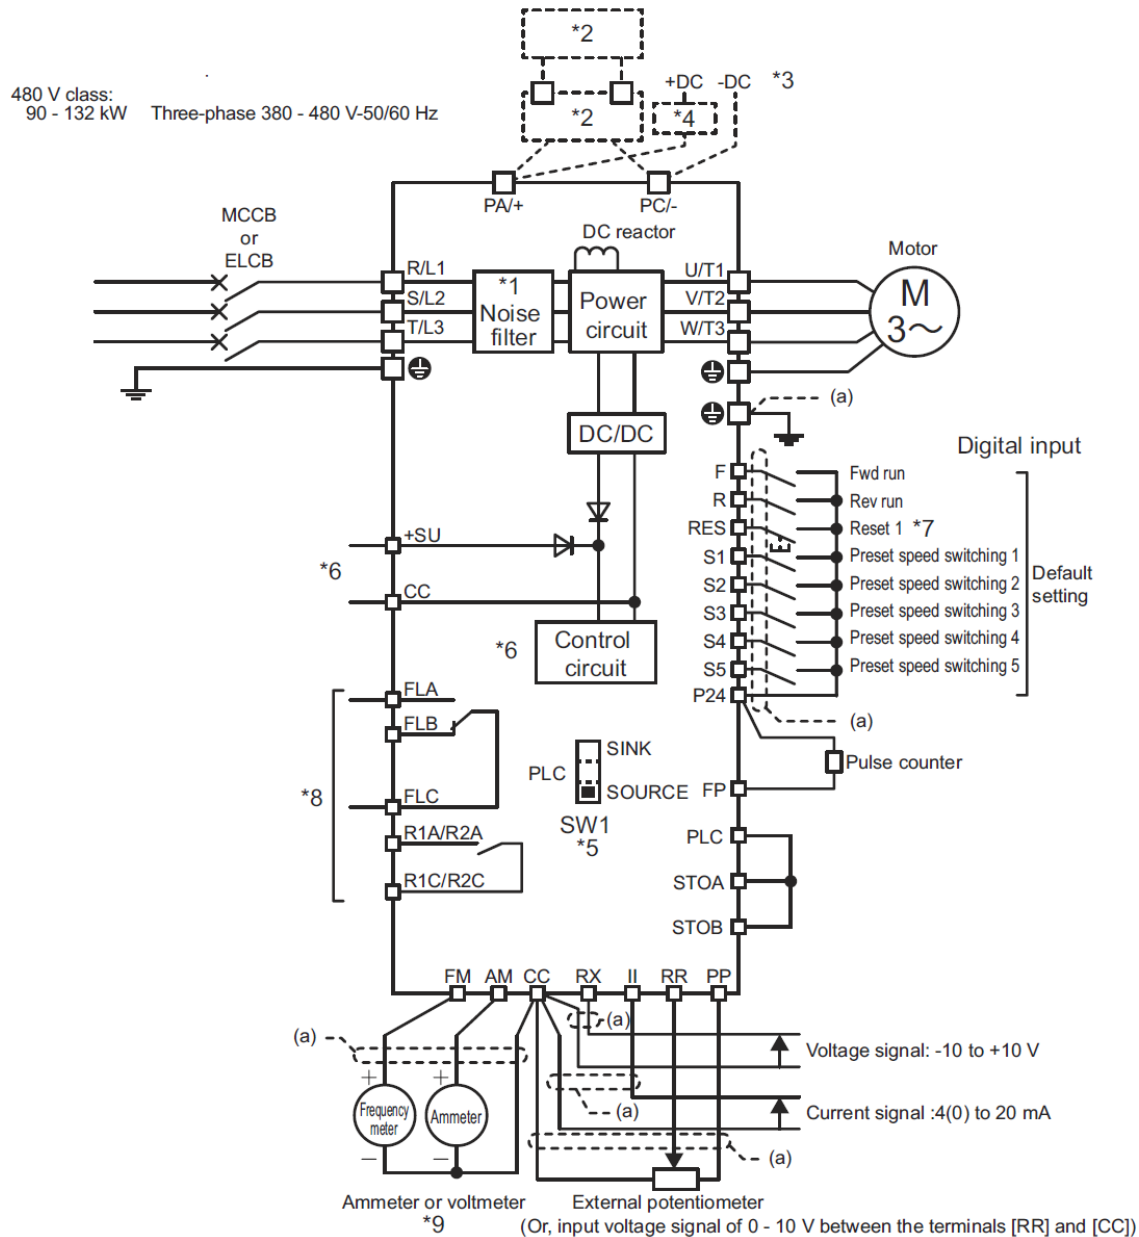 *2
+DC -DC *3
480 V class:
90 - 132 kW Three-phase 380 - 480 V-50/60 Hz
*2
*4
PA/+ PC/-
MCCB
or
ELCB
DC reactor
Motor
R/L1
S/L2
T/L3
*1
Noise
filter
Power
circuit
U/T1
V/T2
W/T3
M
3～
(a)
DC/DC
Digital input
F Fwd run
R Rev run
RES Reset 1 *7
S1 Preset speed switching 1
S2 Preset speed switching 2
S3 Preset speed switching 3
S4 Preset speed switching 4
S5 Preset speed switching 5
P24
Default
setting
(a)
+SU
*6
CC
*6
Control
circuit
FLA
FLB
FLC
*8
R1A/R2A
R1C/R2C
SINK
PLC
SOURCE
SW1
*5
Pulse counter
FP
PLC
STOA
STOB
FM AM CC RX II RR PP
(a)
(a)
Voltage signal: -10 to +10 V
+ +
Frequency
meter
Ammeter
− −
(a)
Current signal :4(0) to 20 mA
(a)
Ammeter or voltmeter
*9
External potentiometer
(Or, input voltage signal of 0 - 10 V between the terminals [RR] and [CC])